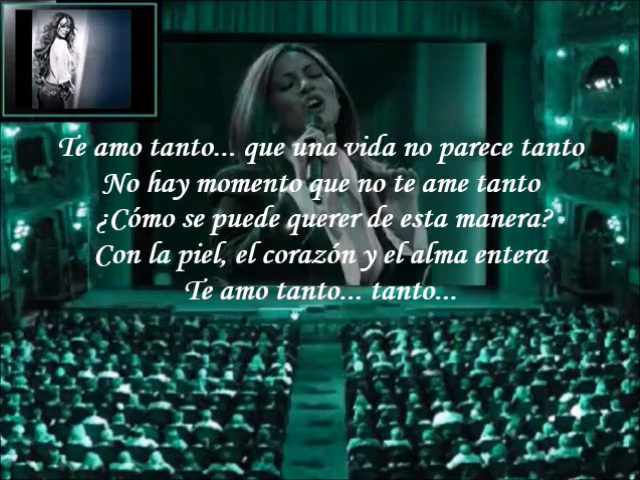 Te amo tanto... que una vida no parece tanto
No hay momento que no te ame tanto
¿Cómo se puede querer de esta manera?
Con la piel, el corazón y el alma entera
Te amo tanto... tanto...